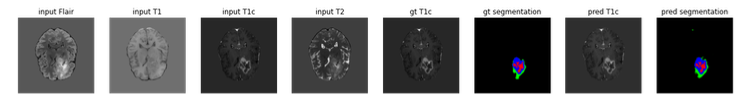 input Flair
input T1
input T1c
input T2
gt T1c
gt segmentation
pred T1c
pred segmentation